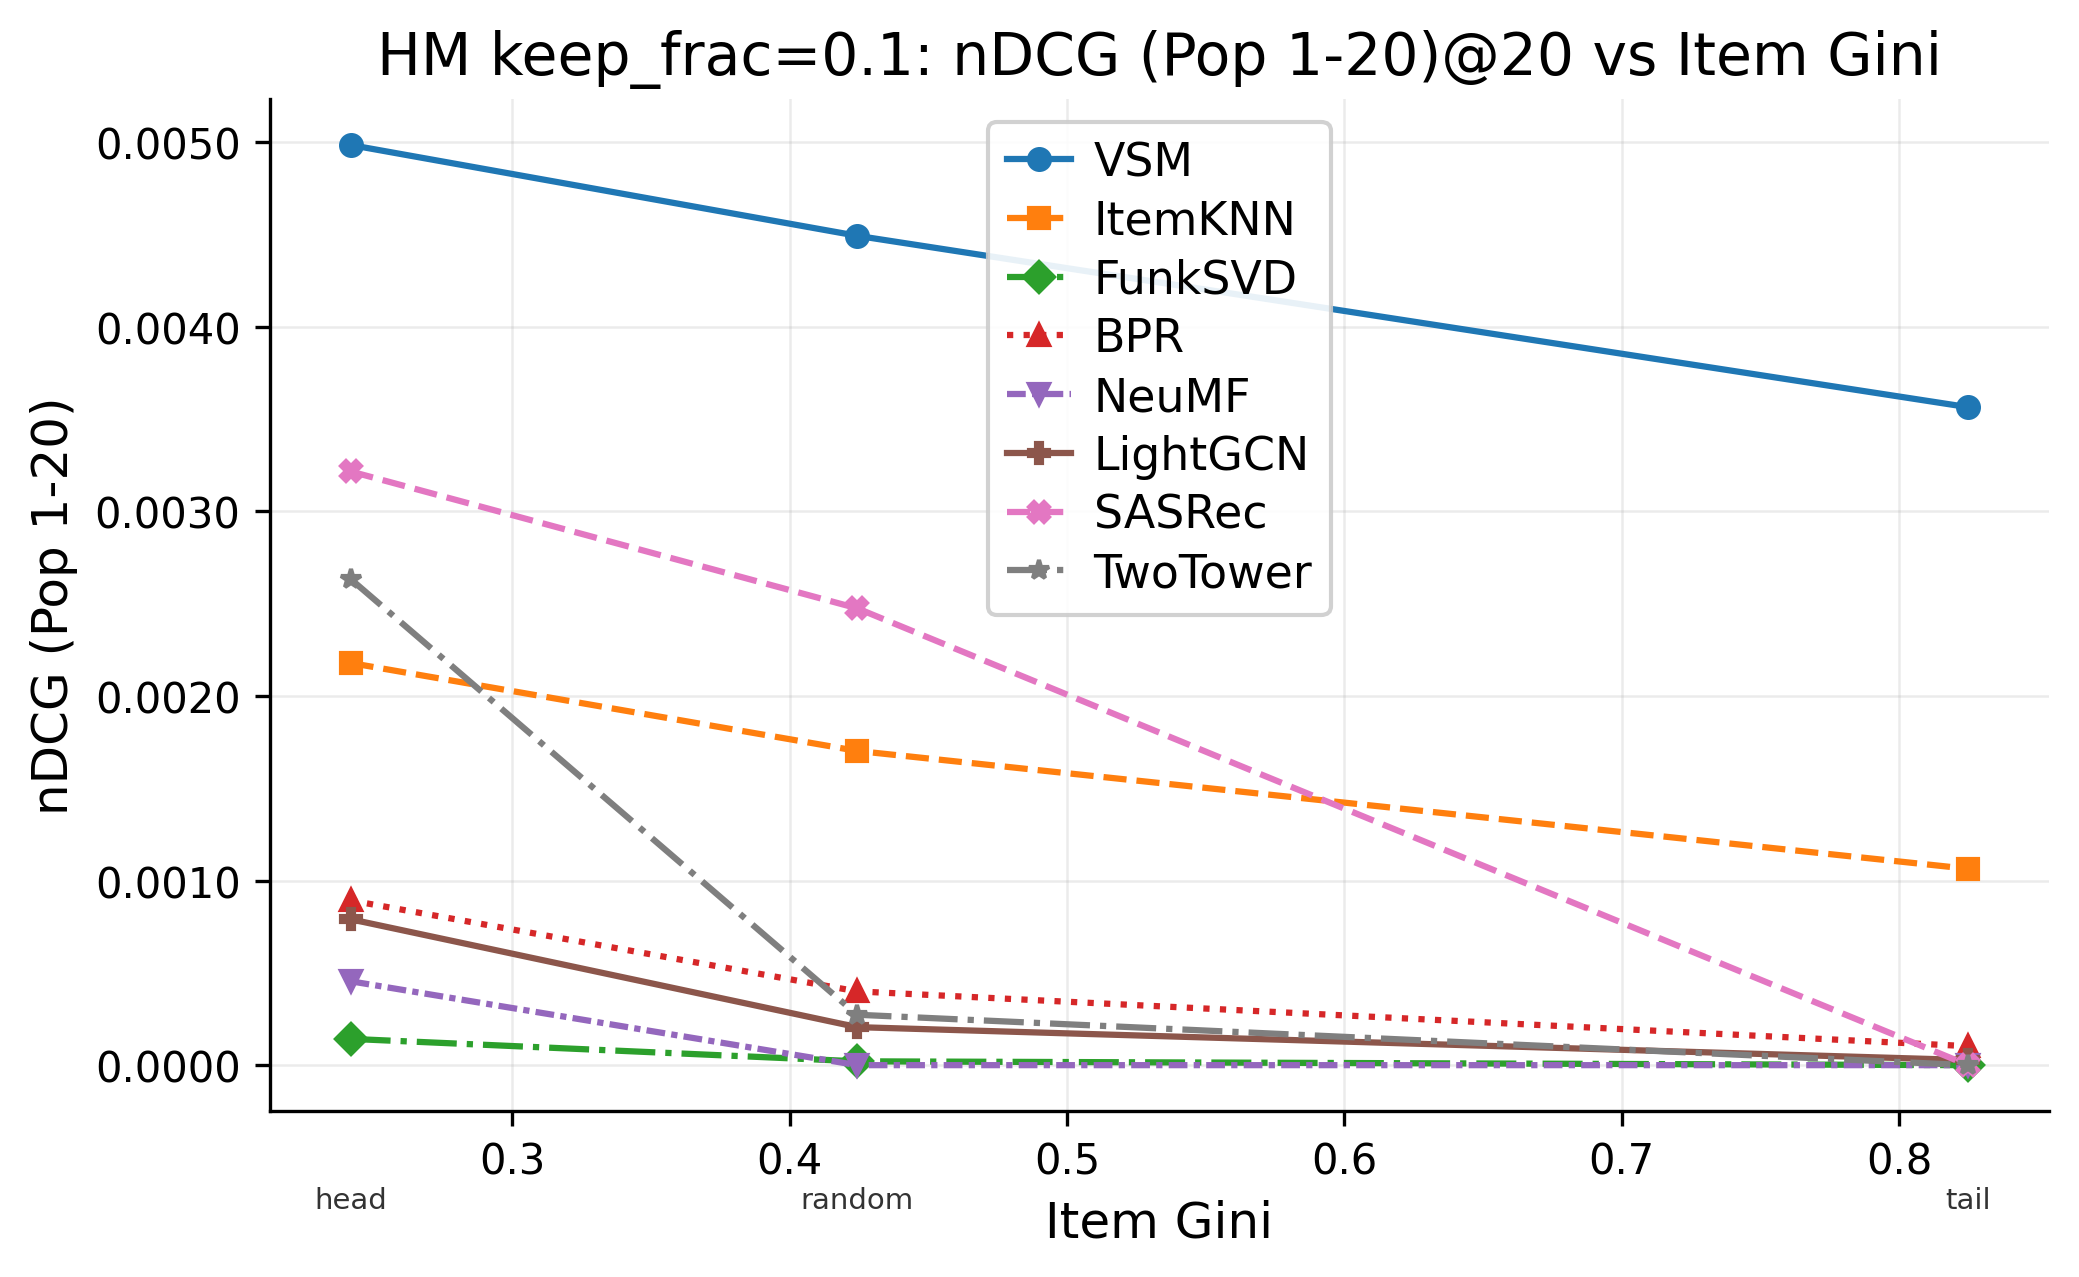 HM keep_frac=0.1: nDCG (Pop 1-20)@20 vs Item Gini
nDCG (Pop 1-20)
0.0050
0.0040
0.0030
0.0020
0.0010
0.0000
VSM
ItemKNN
FunkSVD
BPR
NeuMF
LightGCN
SASRec
TwoTower
0.3 0.4 0.5 0.6 0.7 0.8
head random tail
Item Gini